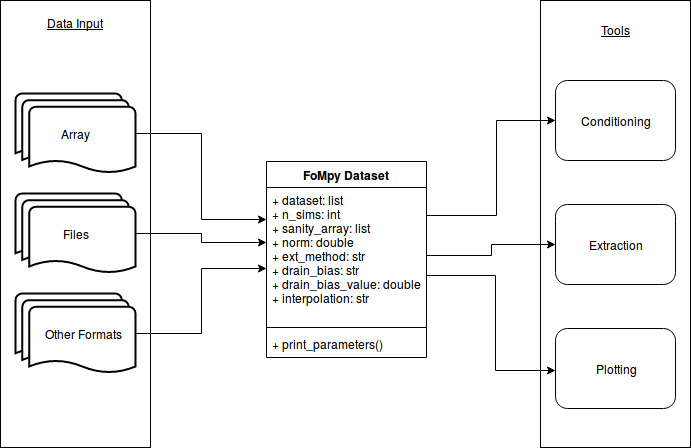 Data Input
Array
Files
Other Formats
FoMpy Dataset
+ dataset: list
+ n_sims: int
+ sanity_array: list
+ norm: double
+ ext_method: str
+ drain_bias: str
+ drain_bias_value: double
+ interpolation: str
+ print_parameters()
Tools
Conditioning
Extraction
Plotting